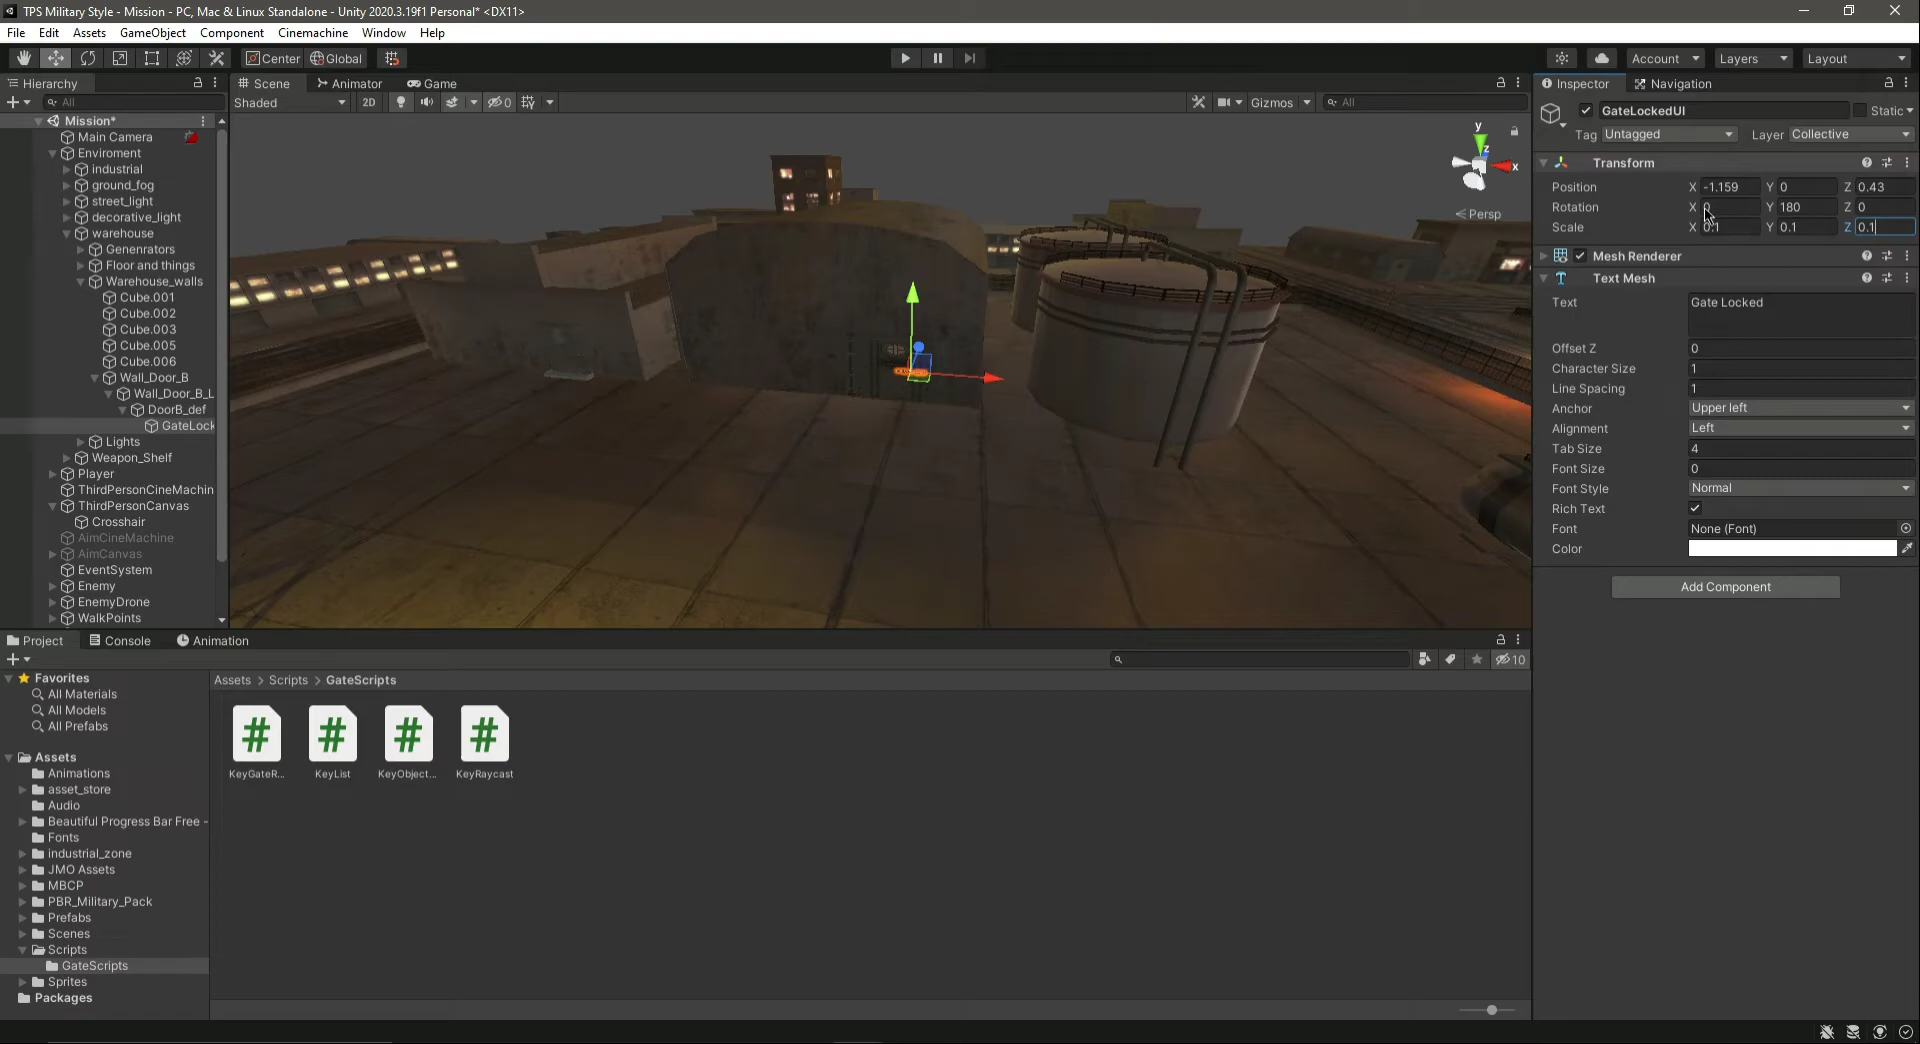 TPS Military Style - Mission - PC, Mac & Linux Standalone - Unity 2020.3.19f1 Personal* <DX11>
File Edit Assets GameObject Component Cinemachine Window Help
Center Global Account Layers Layout
Hierarchy
All
Mission*
Main Camera
Enviroment
industrial
ground_fog
street_light
decorative_light
warehouse
Genenrators
Floor and things
Warehouse_walls
Cube.001
Cube.002
Cube.003
Cube.005
Cube.006
Wall_Door_B
Wall_Door_B_L
DoorB_def
GateLock
Lights
Weapon_Shelf
Player
ThirdPersonCineMachin
ThirdPersonCanvas
Crosshair
AimCineMachine
AimCanvas
EventSystem
Enemy
EnemyDrone
WalkPoints
Scene Animator Game
Shaded 2D 0 Gizmos All
y
z
x
Persp
Inspector Navigation
GateLockedUI Static
Tag Untagged Layer Collective
Transform
Position X -1.159 Y 0 Z 0.43
Rotation X 0 Y 180 Z 0
Scale X 0.1 Y 0.1 Z 0.1
Mesh Renderer
Text Mesh
Text Gate Locked
Offset Z 0
Character Size 1
Line Spacing 1
Anchor Upper left
Alignment Left
Tab Size 4
Font Size 0
Font Style Normal
Rich Text
Font None (Font)
Color
Add Component
Project Console Animation
10
Favorites
All Materials
All Models
All Prefabs
Assets
Animations
asset_store
Audio
Beautiful Progress Bar Free -
Fonts
industrial_zone
JMO Assets
MBCP
PBR_Military_Pack
Prefabs
Scenes
Scripts
GateScripts
Sprites
Packages
Assets > Scripts > GateScripts
# # # #
KeyGateR... KeyList KeyObject... KeyRaycast